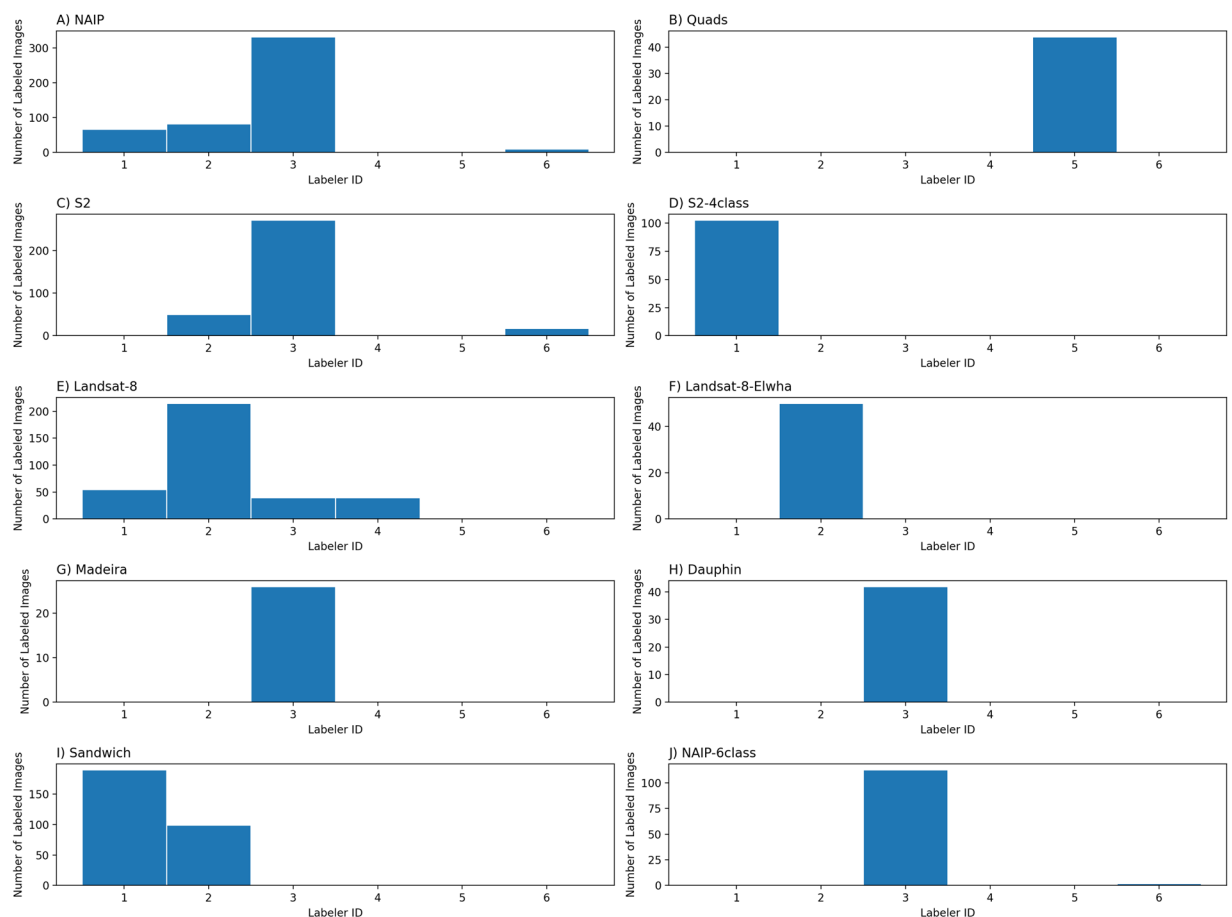 A) NAIP
Number of Labeled Images
300
200
100
0
1 2 3 4 5 6
Labeler ID
B) Quads
Number of Labeled Images
40
30
20
10
0
1 2 3 4 5 6
Labeler ID
C) S2
Number of Labeled Images
200
100
0
1 2 3 4 5 6
Labeler ID
D) S2-4class
Number of Labeled Images
100
75
50
25
0
1 2 3 4 5 6
Labeler ID
E) Landsat-8
Number of Labeled Images
200
150
100
50
0
1 2 3 4 5 6
Labeler ID
F) Landsat-8-Elwha
Number of Labeled Images
40
20
0
1 2 3 4 5 6
Labeler ID
G) Madeira
Number of Labeled Images
20
10
0
1 2 3 4 5 6
Labeler ID
H) Dauphin
Number of Labeled Images
40
30
20
10
0
1 2 3 4 5 6
Labeler ID
I) Sandwich
Number of Labeled Images
150
100
50
0
1 2 3 4 5 6
Labeler ID
J) NAIP-6class
Number of Labeled Images
100
75
50
25
0
1 2 3 4 5 6
Labeler ID